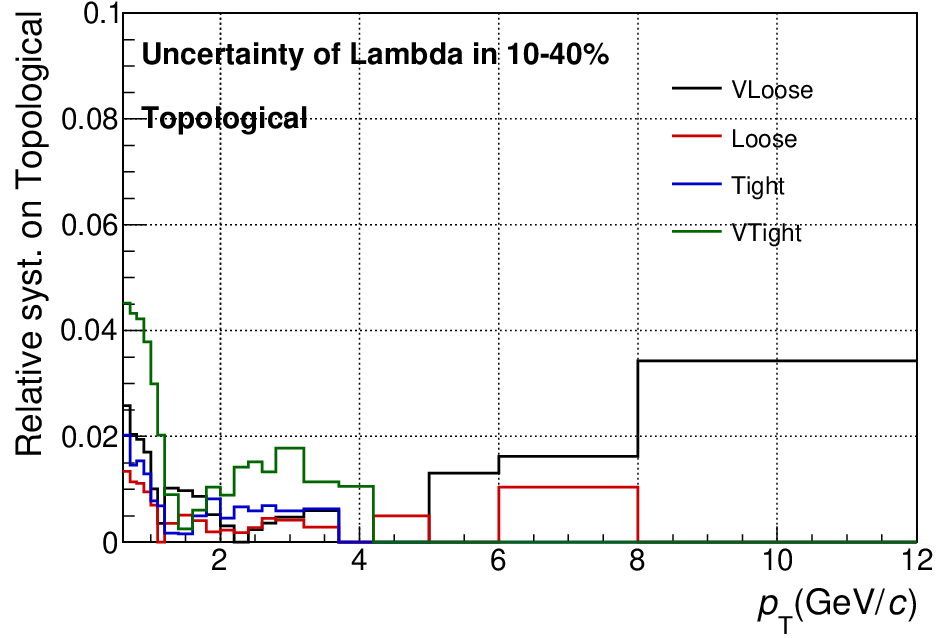 Relative syst. on Topological
0.1
0.08
0.06
0.04
0.02
0
Uncertainty of Lambda in 10-40%
Topological
VLoose
Loose
Tight
VTight
2 4 6 8 10 12
pT(GeV/c)